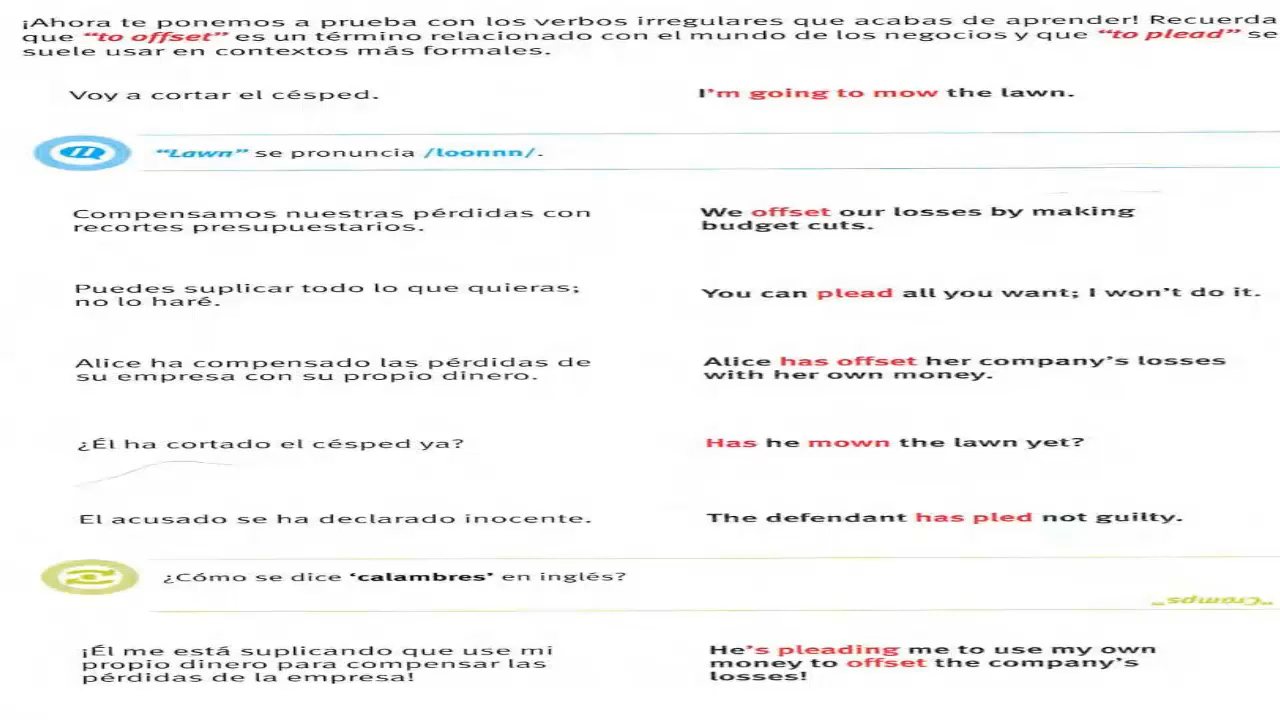 ¡Ahora te ponemos a prueba con los verbos irregulares que acabas de aprender! Recuerda
que “to offset” es un término relacionado con el mundo de los negocios y que “to plead” se
suele usar en contextos más formales.
Voy a cortar el césped.
I’m going to mow the lawn.
“Lawn” se pronuncia /loonnn/.
Compensamos nuestras pérdidas con
recortes presupuestarios.
We offset our losses by making
budget cuts.
Puedes suplicar todo lo que quieras;
no lo haré.
You can plead all you want; I won’t do it.
Alice ha compensado las pérdidas de
su empresa con su propio dinero.
Alice has offset her company’s losses
with her own money.
¿Él ha cortado el césped ya?
Has he mown the lawn yet?
El acusado se ha declarado inocente.
The defendant has pled not guilty.
¿Cómo se dice ‘calambres’ en inglés?
“Cramps”
¡Él me está suplicando que use mi
propio dinero para compensar las
pérdidas de la empresa!
He’s pleading me to use my own
money to offset the company’s
losses!